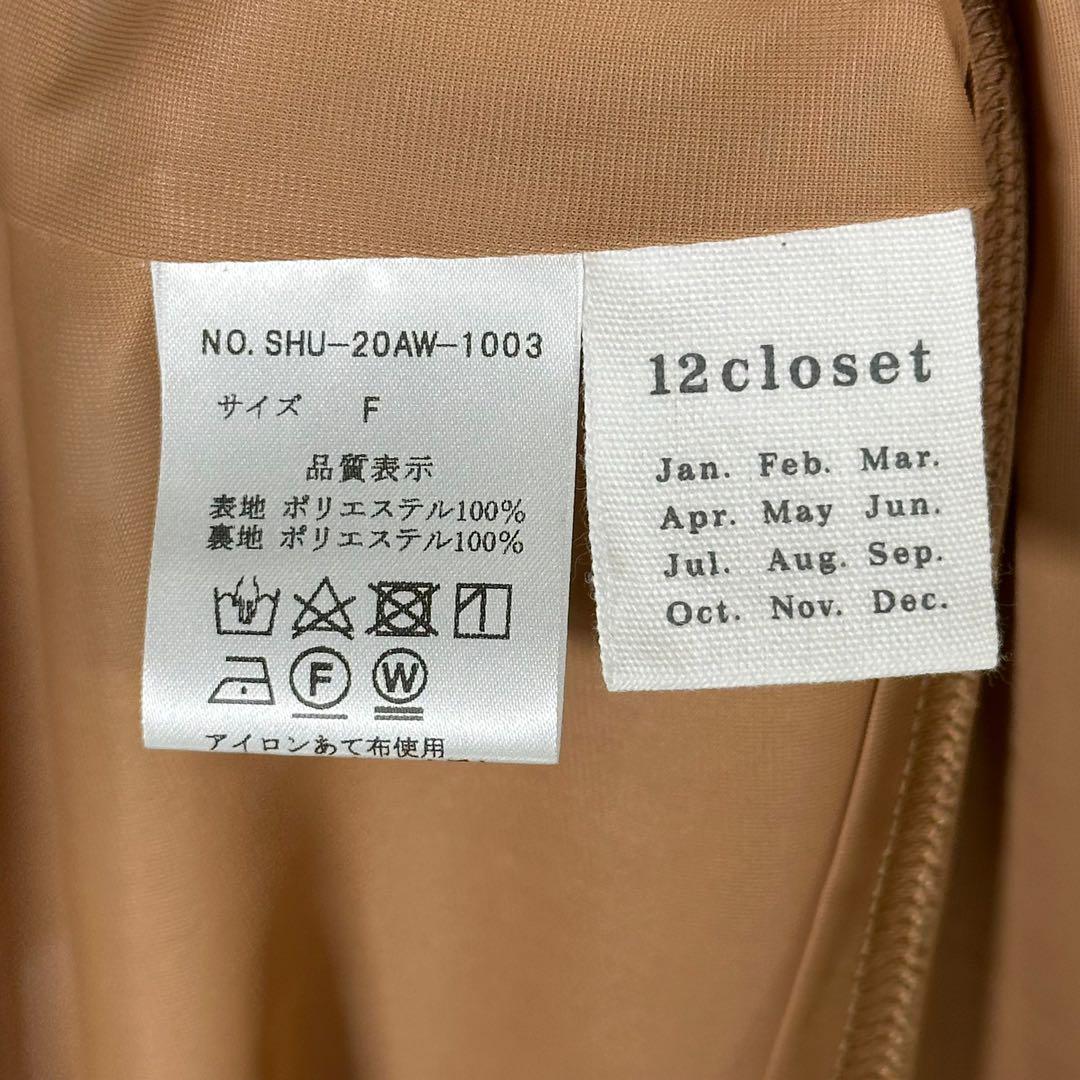 NO. SHU-20AW-1003
サイズ F
品質表示
表地 ポリエステル100%
裏地 ポリエステル100%
F W
アイロンあて布使用
12closet
Jan. Feb. Mar.
Apr. May Jun.
Jul. Aug. Sep.
Oct. Nov. Dec.